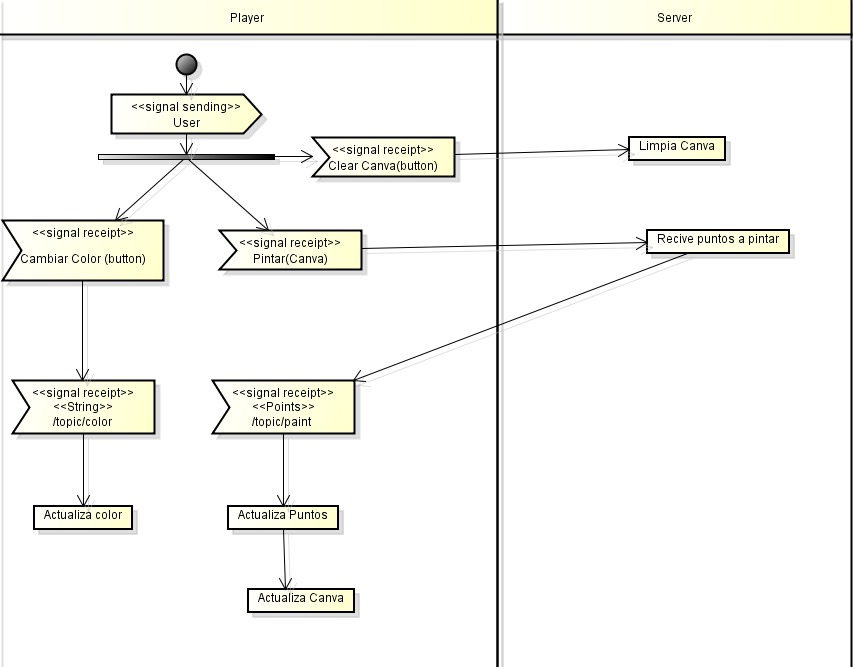 Player
Server
<<signal sending>>
User
<<signal receipt>>
Clear Canva(button)
Limpia Canva
<<signal receipt>>
Cambiar Color (button)
<<signal receipt>>
Pintar(Canva)
Recive puntos a pintar
<<signal receipt>>
<<String>>
/topic/color
<<signal receipt>>
<<Points>>
/topic/paint
Actualiza color
Actualiza Puntos
Actualiza Canva